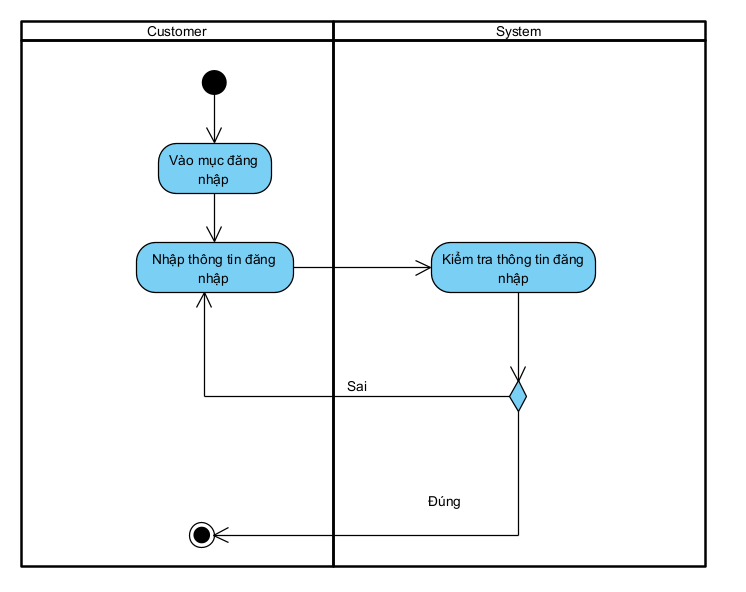 Customer
System
Vào mục đăng
nhập
Nhập thông tin đăng
nhập
Kiểm tra thông tin đăng
nhập
Sai
Đúng